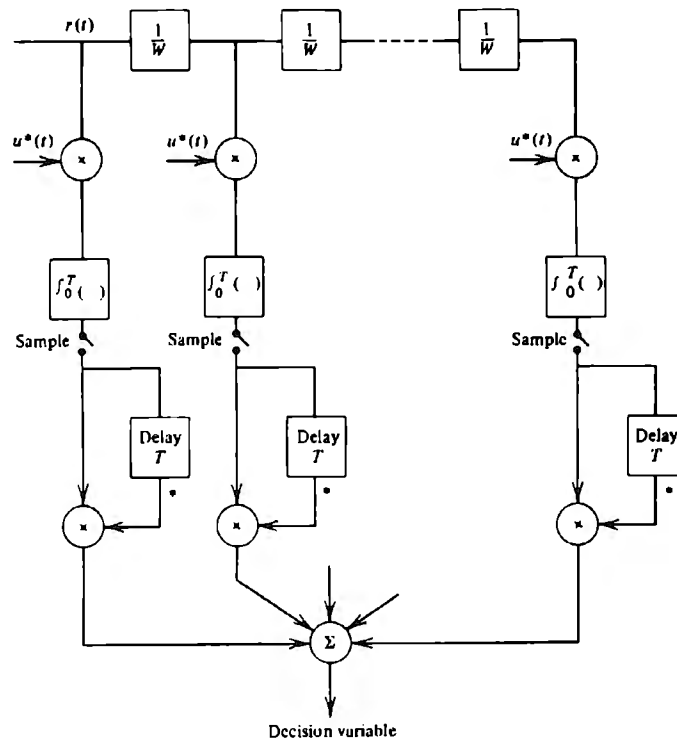 r(t) 1/W 1/W 1/W
u*(t) × u*(t) × u*(t) ×
∫₀ᵀ( ) ∫₀ᵀ( ) ∫₀ᵀ( )
Sample Sample Sample
Delay T Delay T Delay T
* * *
× × ×
Σ
Decision variable